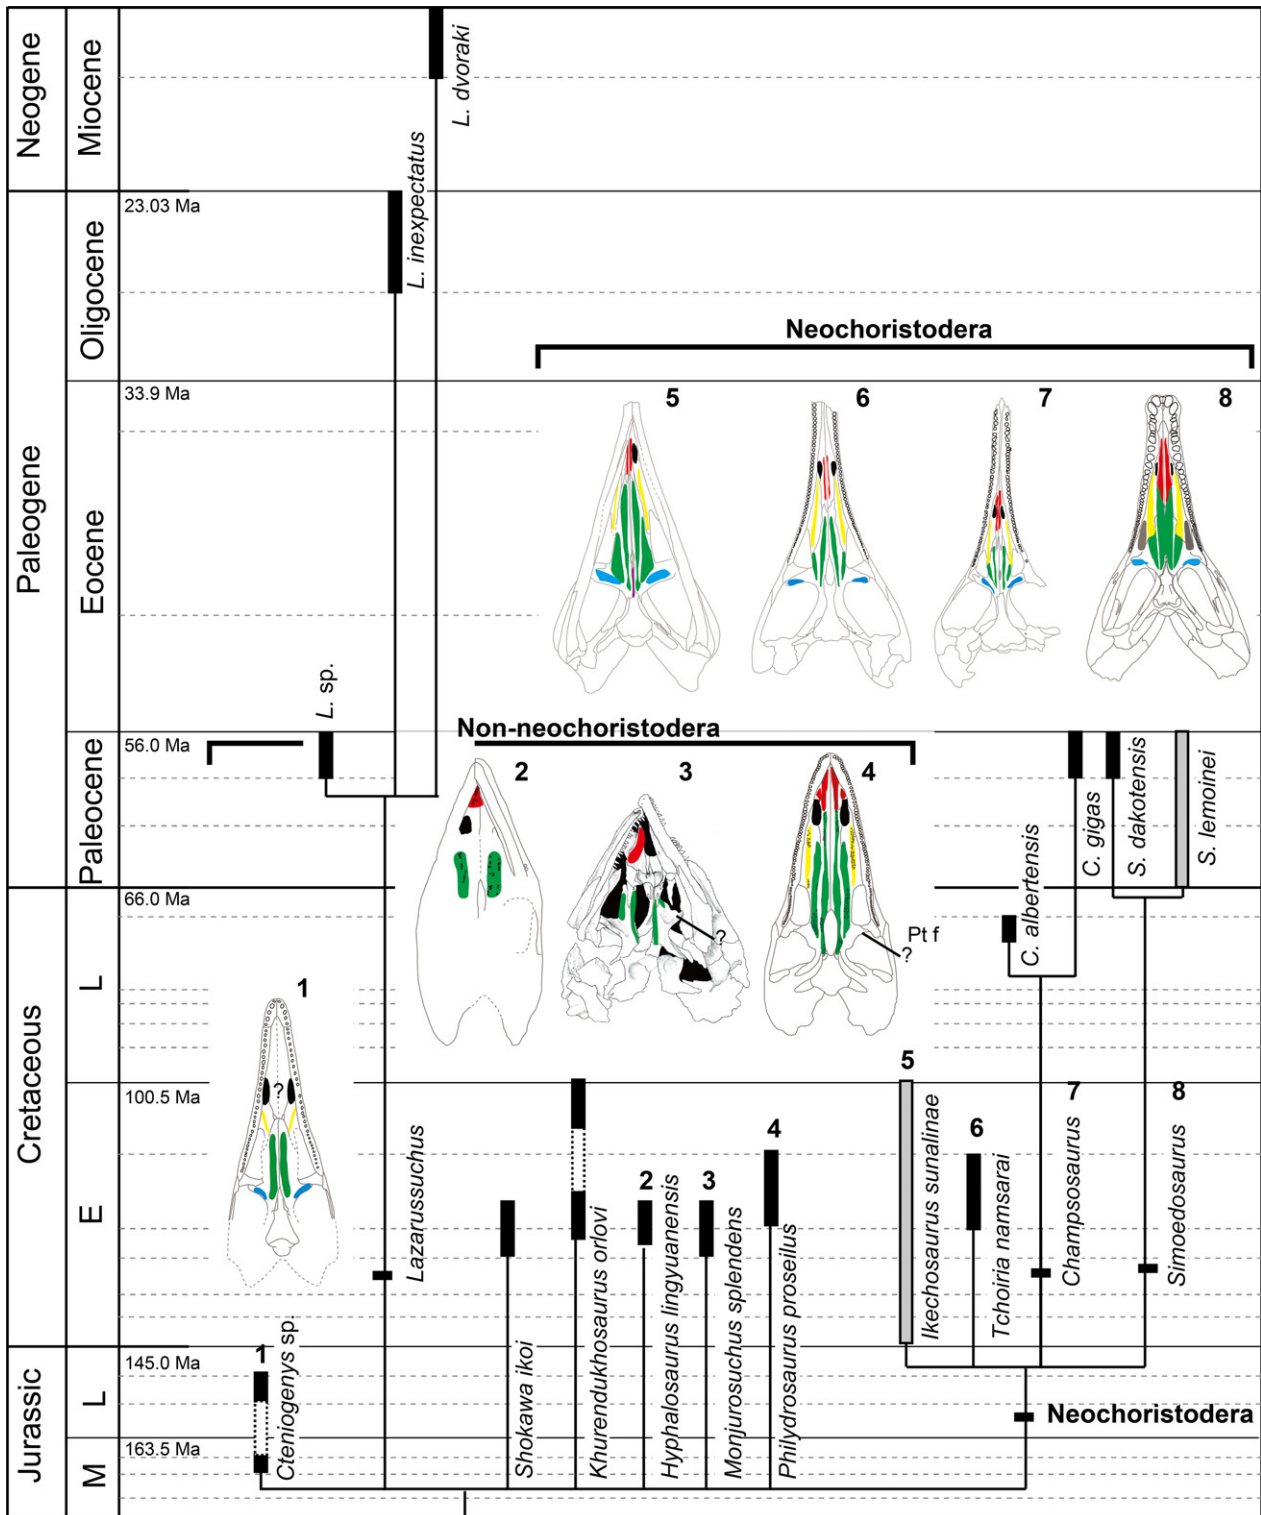 Neogene
Miocene
L. dvoraki
Paleogene
Oligocene
23.03 Ma
L. inexpectatus
Neochoristodera
Eocene
33.9 Ma
5
6
7
8
L. sp.
Non-neochoristodera
Paleocene
56.0 Ma
2
3
4
?
Pt f
?
C. gigas
S. dakotensis
S. lemoinei
C. albertensis
Cretaceous
L
66.0 Ma
1
?
E
100.5 Ma
Lazarussuchus
Shokawa ikoi
Khurendukhosaurus orlovi
2
Hyphalosaurus lingyuanensis
3
Monjurosuchus splendens
4
Philydrosaurus proseilus
5
Ikechosaurus sunalinae
6
Tchoiria namsarai
7
Champsosaurus
8
Simoedosaurus
Jurasssic
L
145.0 Ma
1
Cteniogenys sp.
Neochoristodera
M
163.5 Ma